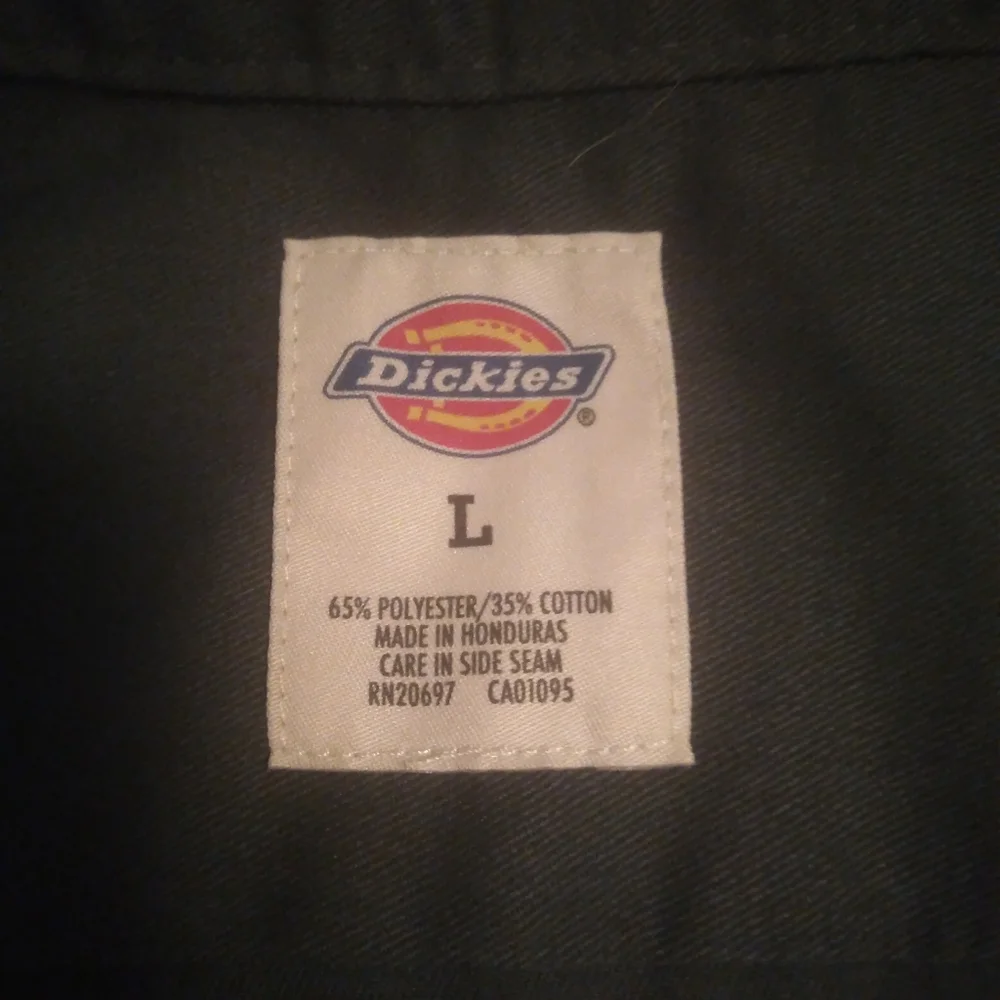 Dickies®
L
65% POLYESTER/35% COTTON
MADE IN HONDURAS
CARE IN SIDE SEAM
RN20697 CA01095